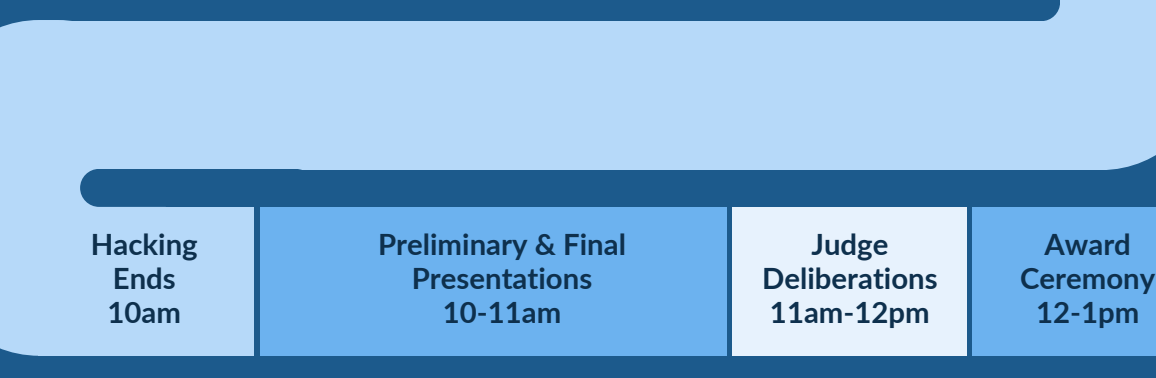 Hacking
Ends
10am
Preliminary & Final
Presentations
10-11am
Judge
Deliberations
11am-12pm
Award
Ceremony
12-1pm